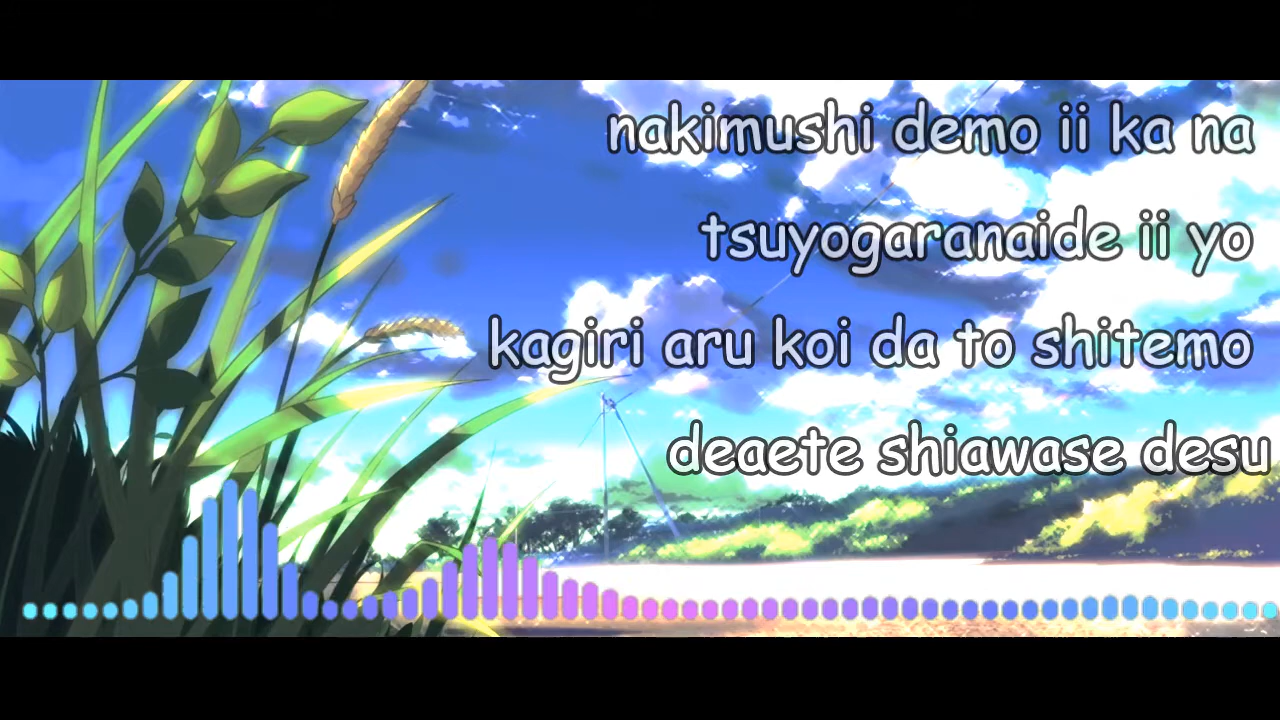 nakimushi demo ii ka na
tsuyogaranaide ii yo
kagiri aru koi da to shitemo
deaete shiawase desu